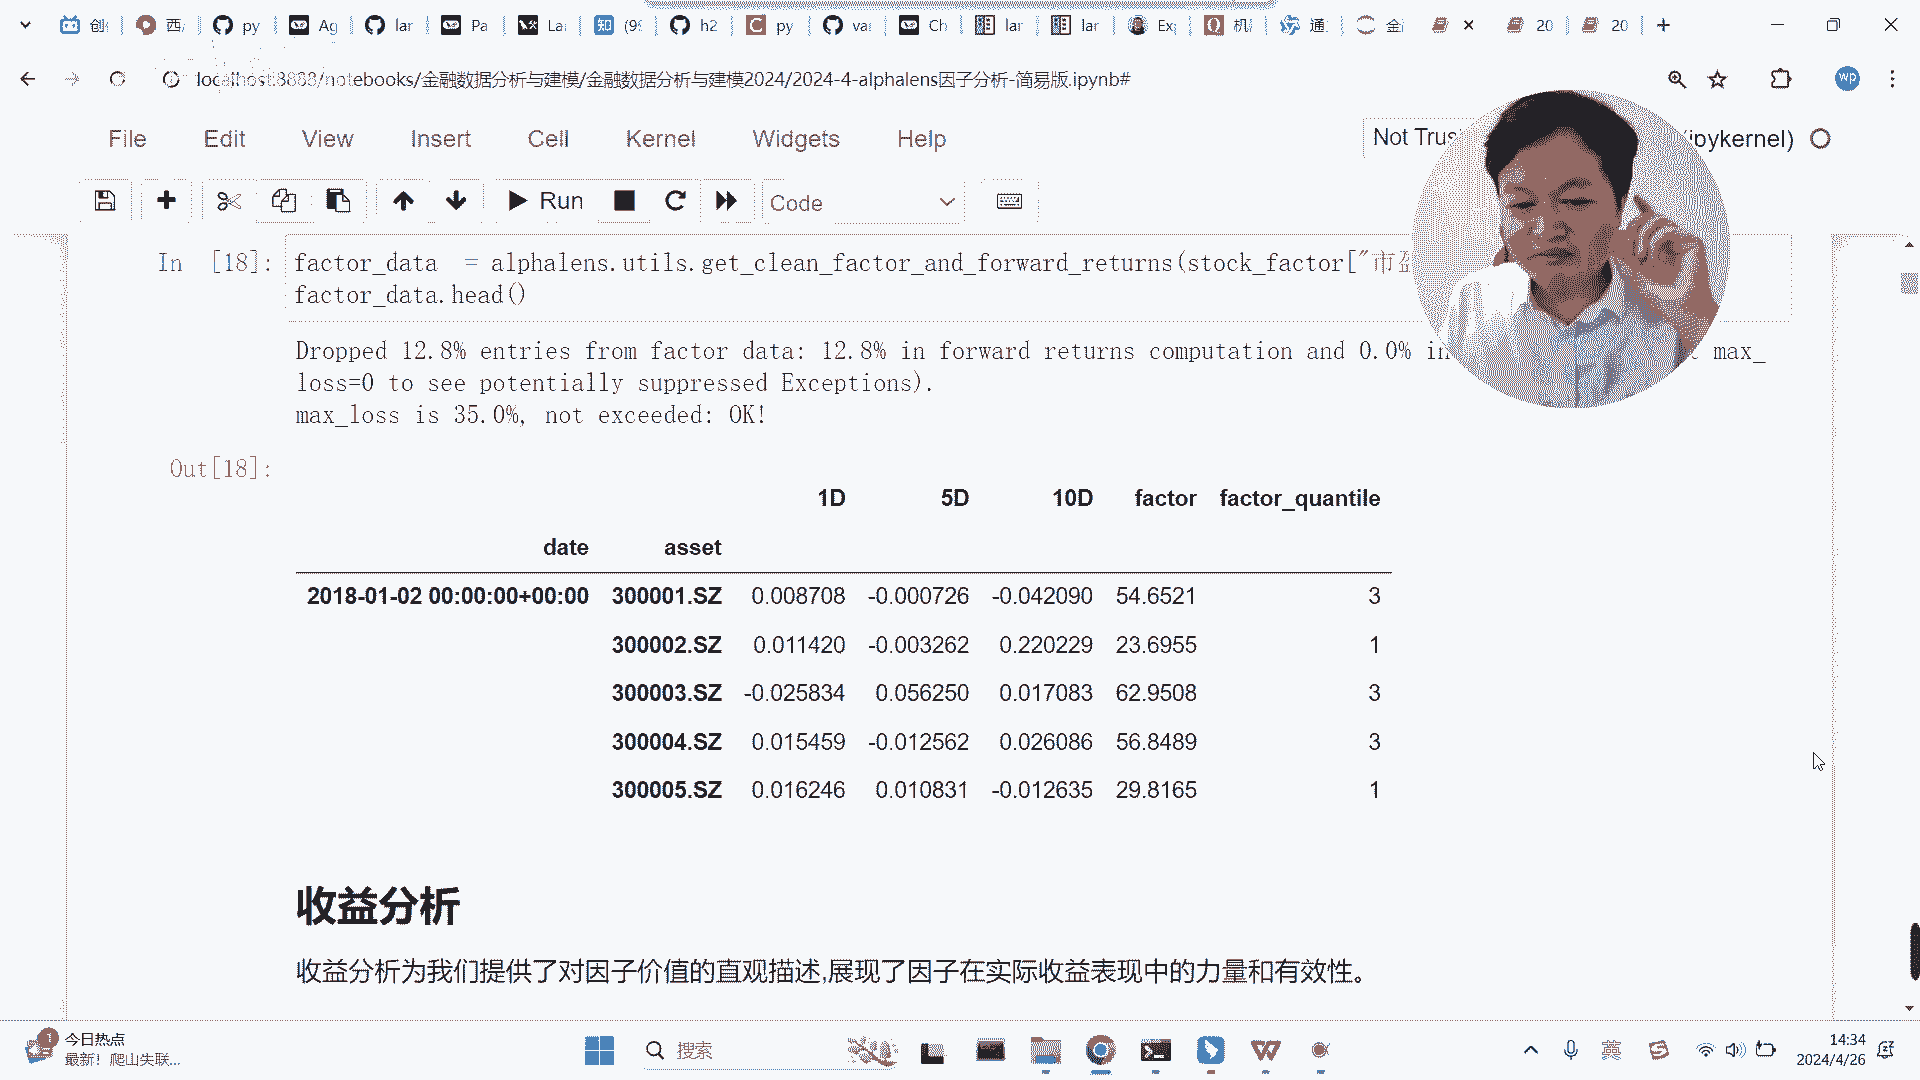 创 西 py Ag lar Pa La 知 (9 h2 py va Ch lar lar Ex 机 通 金 20 20
localhost:8888/notebooks/金融数据分析与建模/金融数据分析与建模2024/2024-4-alphalens因子分析-简易版.ipynb#
wp
File Edit View Insert Cell Kernel Widgets Help
Not Trus (ipykernel)
Run Code
In [18]: factor_data = alphalens.utils.get_clean_factor_and_forward_returns(stock_factor["市盈
factor_data.head()
Dropped 12.8% entries from factor data: 12.8% in forward returns computation and 0.0% in max_
loss=0 to see potentially suppressed Exceptions).
max_loss is 35.0%, not exceeded: OK!
Out[18]:
1D 5D 10D factor factor_quantile
date asset
2018-01-02 00:00:00+00:00 300001.SZ 0.008708 -0.000726 -0.042090 54.6521 3
300002.SZ 0.011420 -0.003262 0.220229 23.6955 1
300003.SZ -0.025834 0.056250 0.017083 62.9508 3
300004.SZ 0.015459 -0.012562 0.026086 56.8489 3
300005.SZ 0.016246 0.010831 -0.012635 29.8165 1
收益分析
收益分析为我们提供了对因子价值的直观描述,展现了因子在实际收益表现中的力量和有效性。
1 今日热点
最新！爬山失联...
搜索
英
14:34
2024/4/26